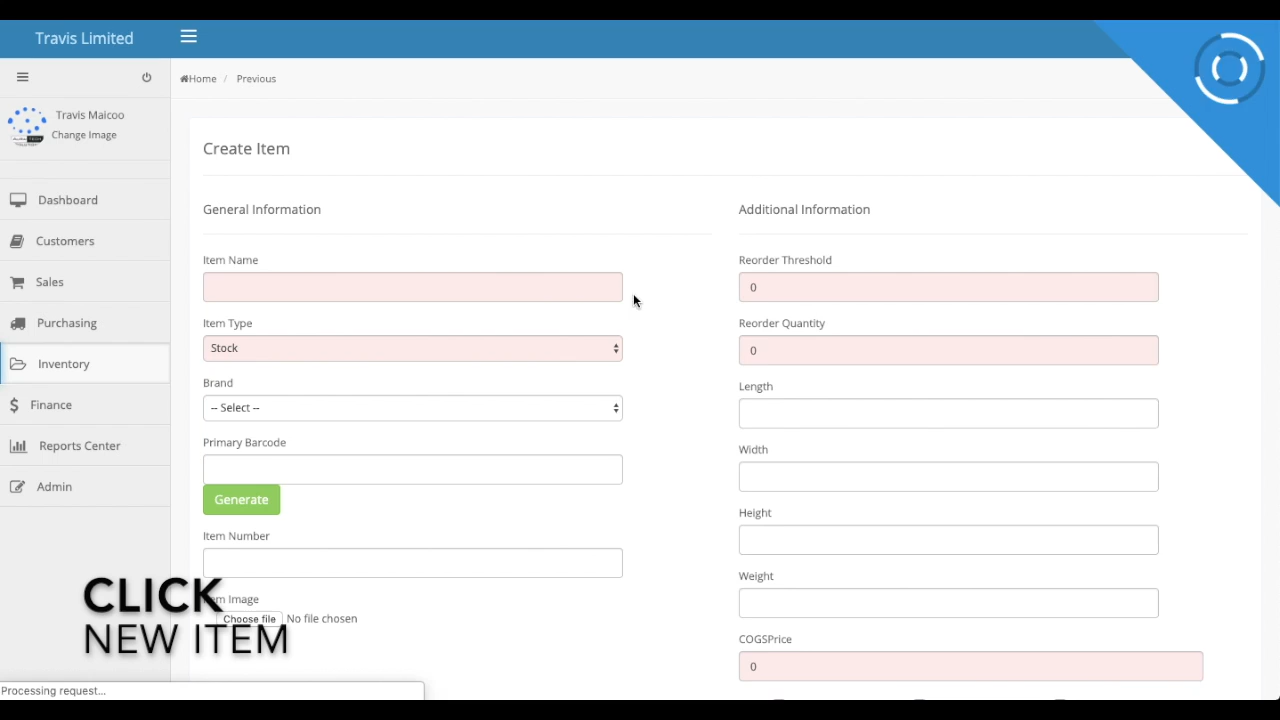 Travis Limited
Home / Previous
Travis Maicoo
Change Image
Dashboard
Customers
Sales
Purchasing
Inventory
Finance
Reports Center
Admin
Create Item
General Information
Item Name
Item Type
Stock
Brand
-- Select --
Primary Barcode
Generate
Item Number
Item Image
Choose file No file chosen
Additional Information
Reorder Threshold
0
Reorder Quantity
0
Length
Width
Height
Weight
COGSPrice
0
CLICK
NEW ITEM
Processing request...